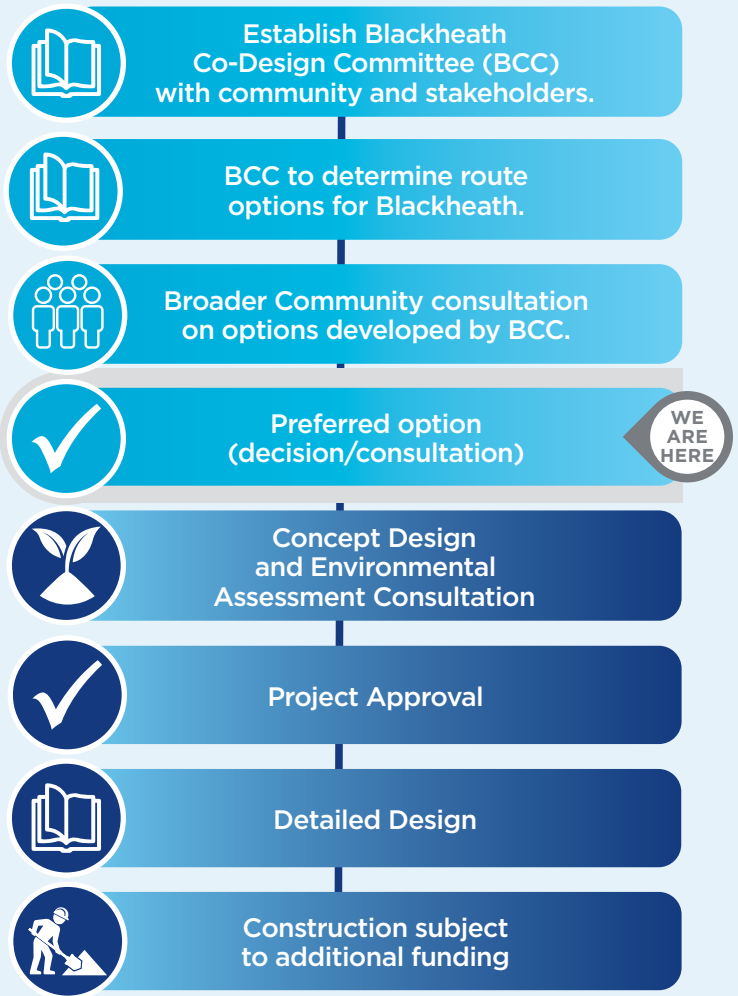 Establish Blackheath
Co-Design Committee (BCC)
with community and stakeholders.
BCC to determine route
options for Blackheath.
Broader Community consultation
on options developed by BCC.
Preferred option
(decision/consultation)
WE
ARE
HERE
Concept Design
and Environmental
Assessment Consultation
Project Approval
Detailed Design
Construction subject
to additional funding